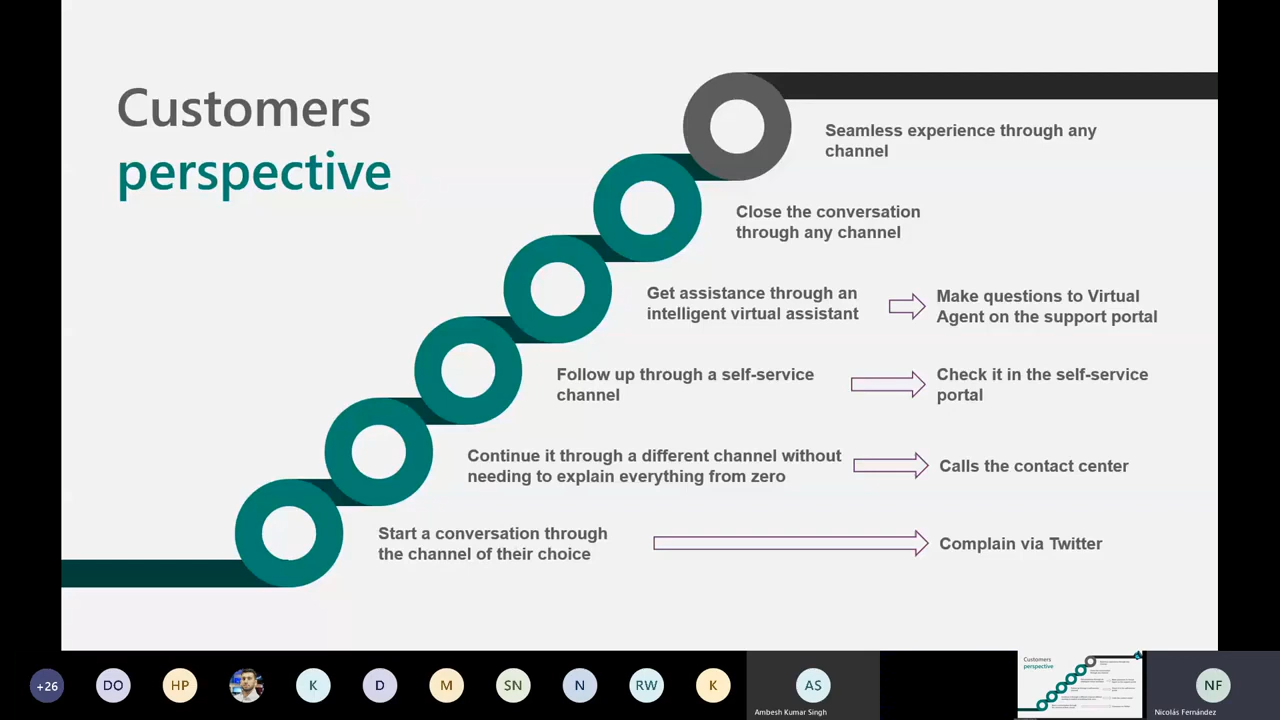 Customers
perspective
Seamless experience through any
channel
Close the conversation
through any channel
Get assistance through an
intelligent virtual assistant
Make questions to Virtual
Agent on the support portal
Follow up through a self-service
channel
Check it in the self-service
portal
Continue it through a different channel without
needing to explain everything from zero
Calls the contact center
Start a conversation through
the channel of their choice
Complain via Twitter
+26
DO
HP
K
D
M
SN
N
RW
K
AS
Ambesh Kumar Singh
Customers
perspective
NF
Nicolás Fernández